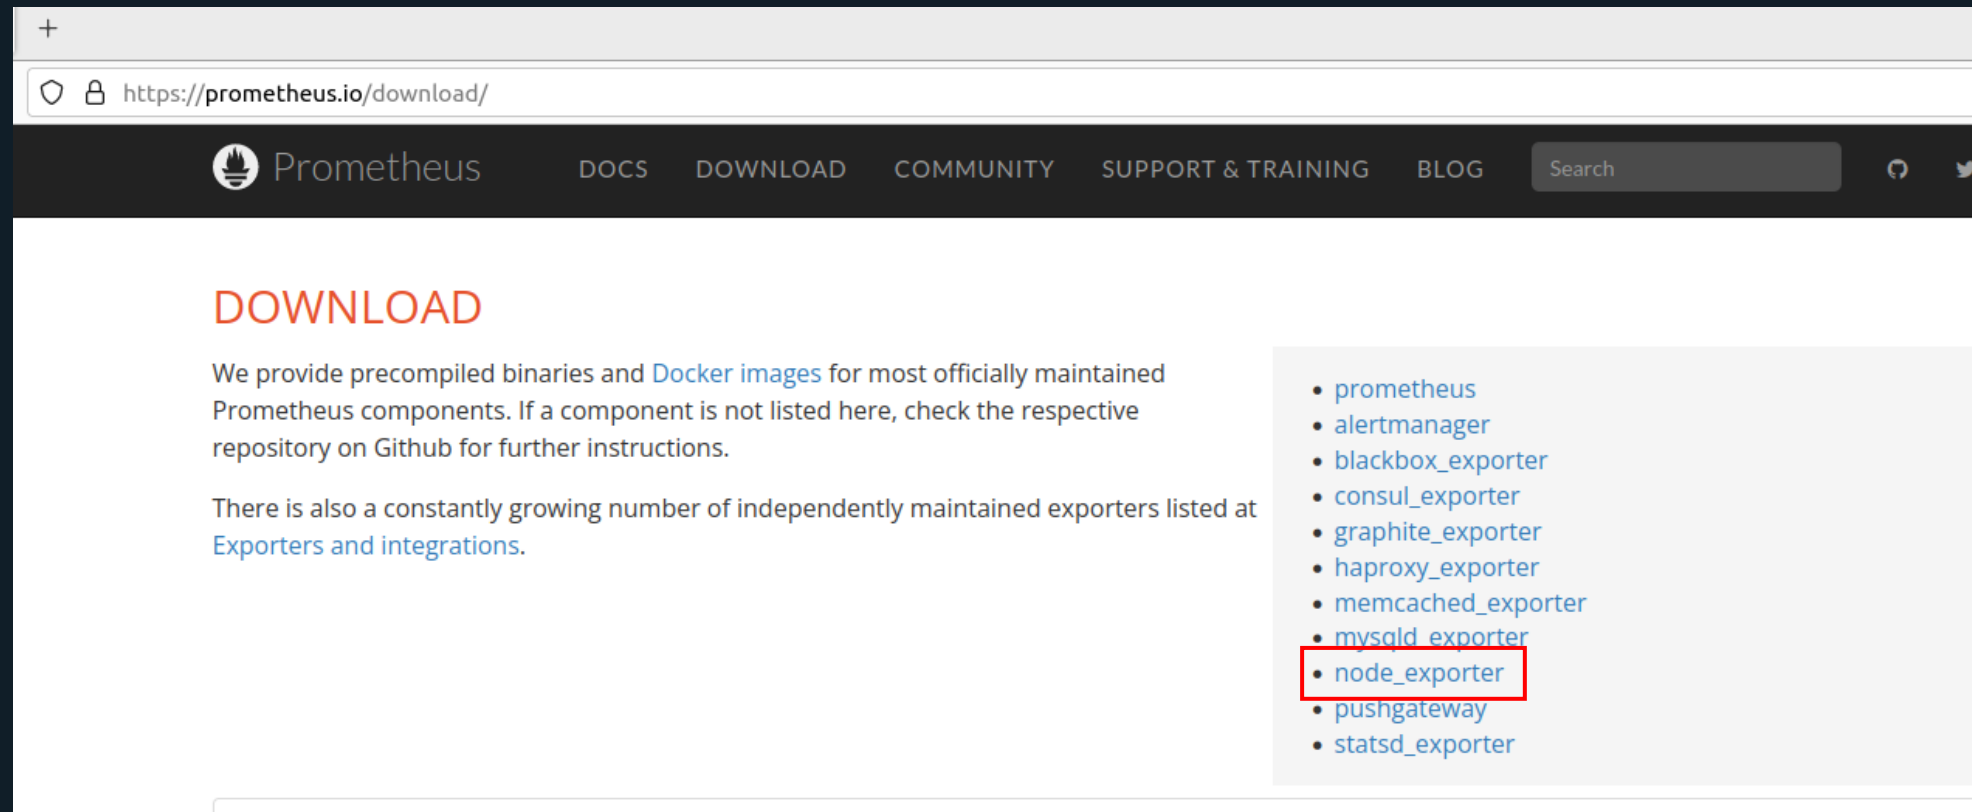 +
https://prometheus.io/download/
Prometheus DOCS DOWNLOAD COMMUNITY SUPPORT & TRAINING BLOG Search
DOWNLOAD
We provide precompiled binaries and Docker images for most officially maintained
Prometheus components. If a component is not listed here, check the respective
repository on Github for further instructions.
There is also a constantly growing number of independently maintained exporters listed at
Exporters and integrations.
• prometheus
• alertmanager
• blackbox_exporter
• consul_exporter
• graphite_exporter
• haproxy_exporter
• memcached_exporter
• mysqld_exporter
• node_exporter
• pushgateway
• statsd_exporter